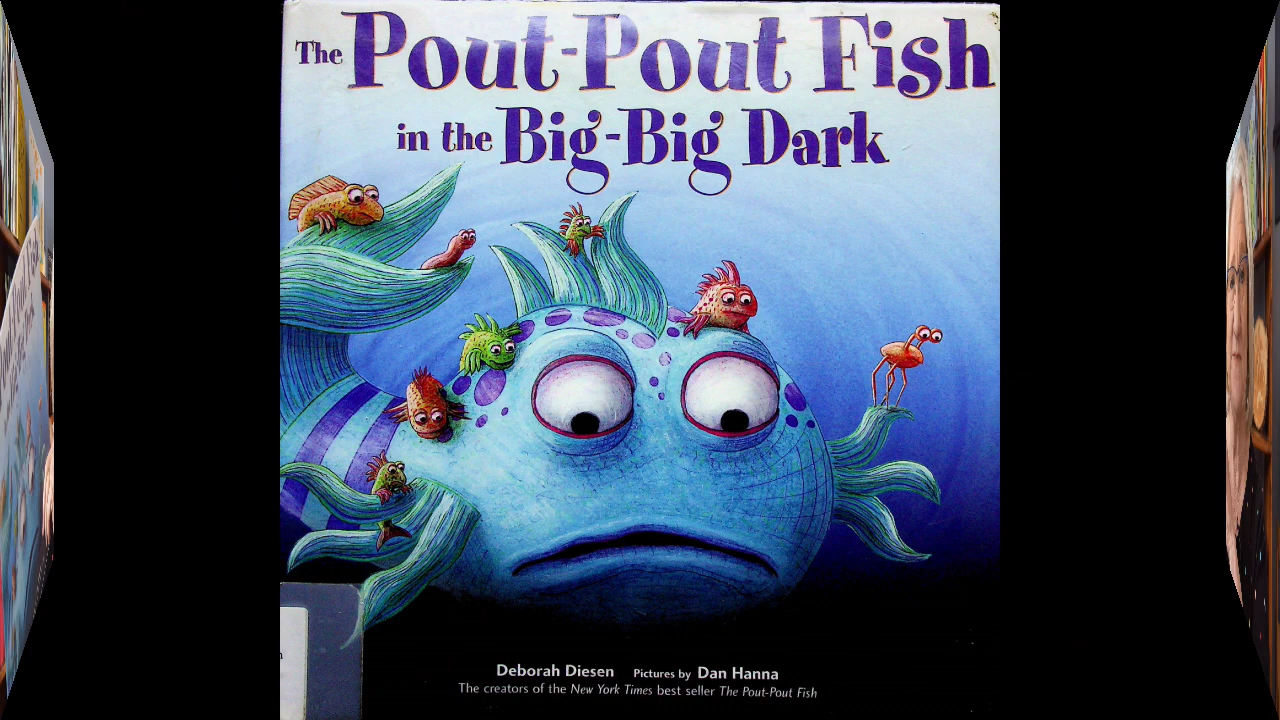 The Pout-Pout Fish
in the Big-Big Dark
Deborah Diesen Pictures by Dan Hanna
The creators of the New York Times best seller The Pout-Pout Fish